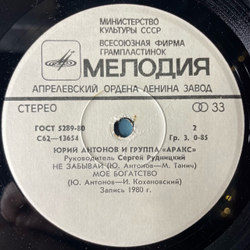 МИНИСТЕРСТВО
КУЛЬТУРЫ СССР
ВСЕСОЮЗНАЯ ФИРМА
ГРАМПЛАСТИНОК
МЕЛОДИЯ
АПРЕЛЕВСКИЙ ОРДЕНА ЛЕНИНА ЗАВОД
СТЕРЕО 33
ГОСТ 5289-80 2
С62—13654 Гр. 3. 0-85
ЮРИЙ АНТОНОВ И ГРУППА «АРАКС»
Руководитель Сергей Рудницкий
НЕ ЗАБЫВАЙ (Ю. Антонов—М. Танич)
МОЕ БОГАТСТВО
(Ю. Антонов—И. Кохановский)
Запись 1980 г.